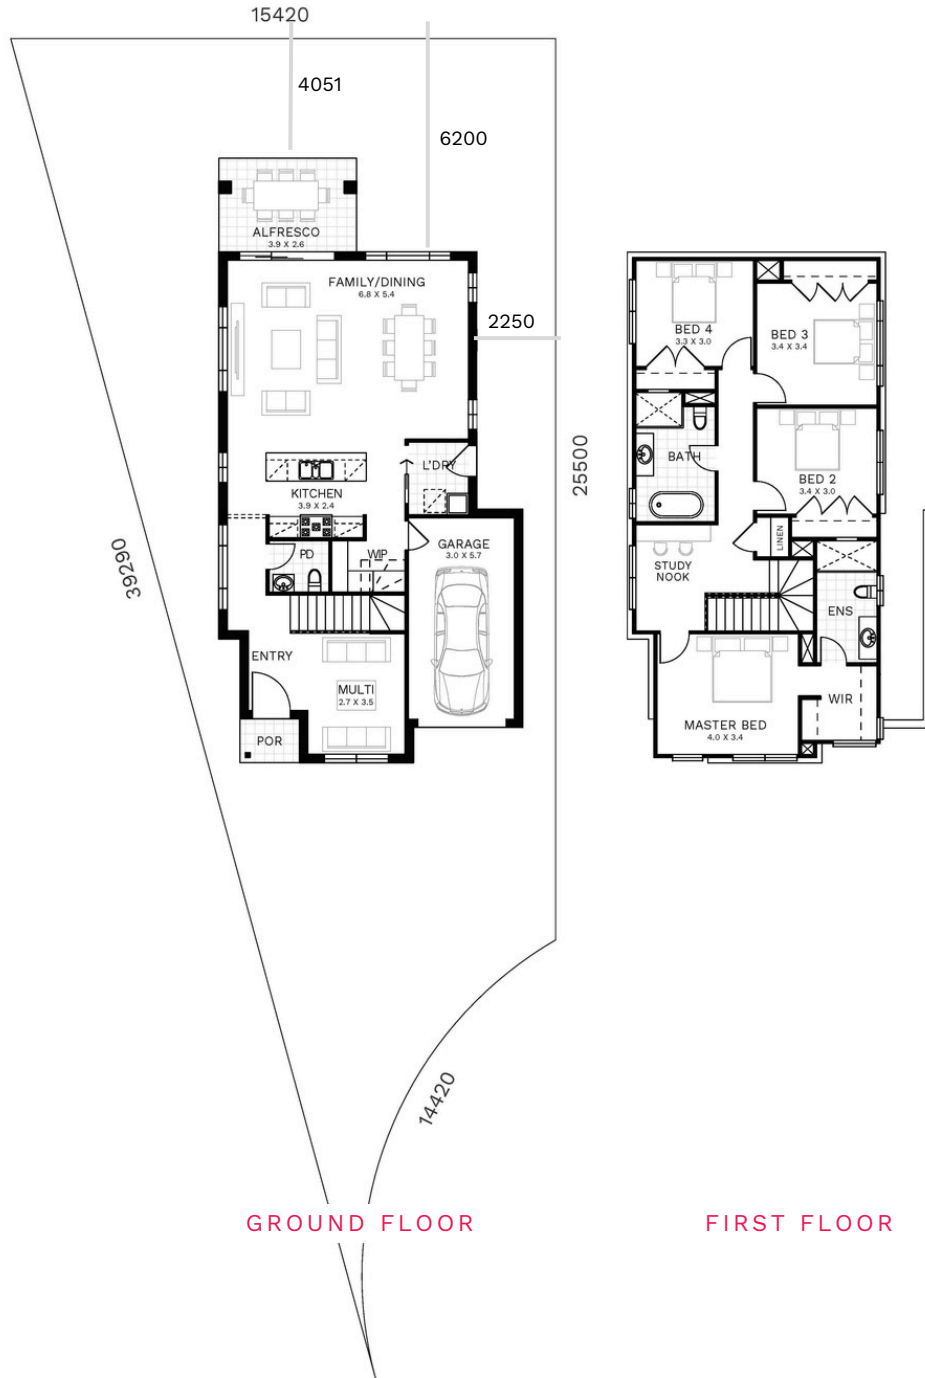 15420
4051
6200
ALFRESCO
3.9 X 2.6
FAMILY/DINING
6.8 X 5.4
2250
25500
39290
L'DRY
KITCHEN
3.9 X 2.4
PD
WIP
GARAGE
3.0 X 5.7
ENTRY
MULTI
2.7 X 3.5
POR
14420
GROUND FLOOR
BED 4
3.3 X 3.0
BED 3
3.4 X 3.4
BATH
BED 2
3.4 X 3.0
LINEN
STUDY
NOOK
ENS
WIR
MASTER BED
4.0 X 3.4
FIRST FLOOR